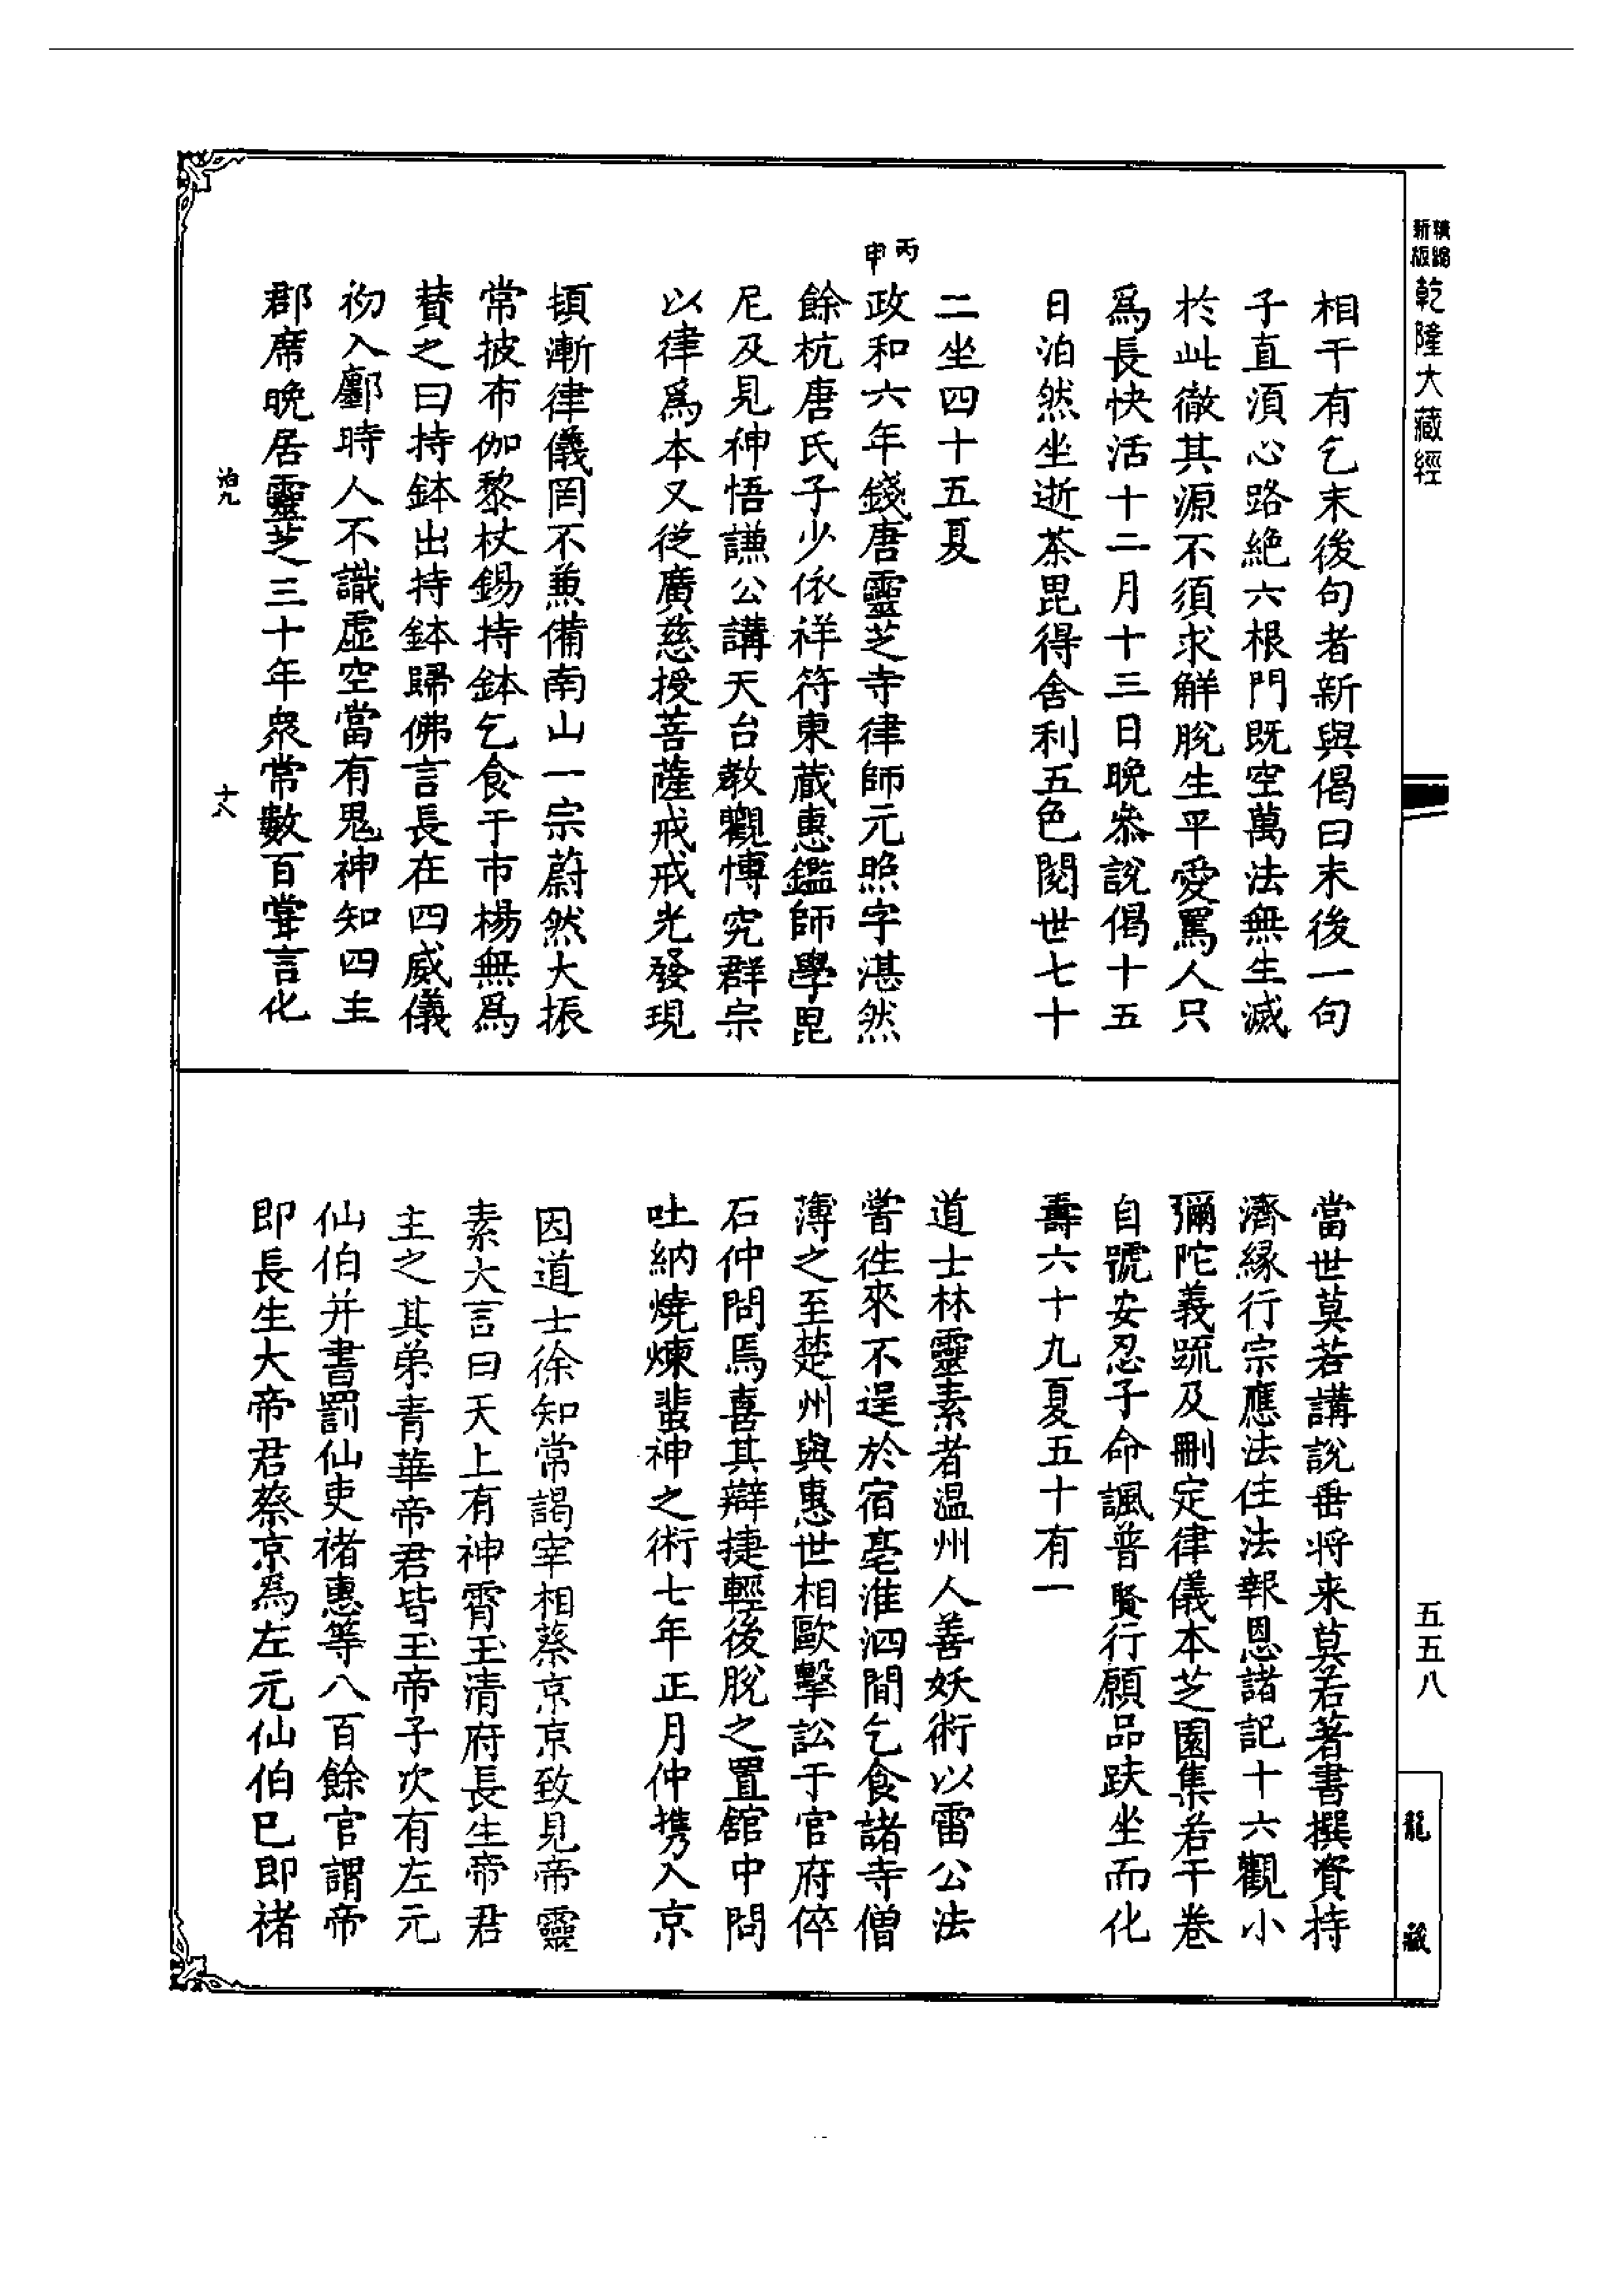 精縮新版
乾隆大藏經
五五八
龍藏
相干有乞末後句者新與偈曰末後一句
子直須心路絕六根門既空萬法無生滅
於此徹其源不須求解脫生平愛罵人只
爲長快活十二月十三日晚叅說偈十五
日泊然坐逝茶毘得舍利五色閱世七十
二坐四十五夏
丙申
政和六年錢唐靈芝寺律師元照字湛然
餘杭唐氏子少依祥符東藏惠鑑師學毘
尼及見神悟謙公講天台教觀愽究群宗
以律爲本又從廣慈授菩薩戒戒光發現
頓漸律儀罔不兼備南山一宗蔚然大振
常披布伽黎杖錫持鉢乞食于市楊無爲
贊之曰持鉢出持鉢歸佛言長在四威儀
初入鄽時人不識虛空當有鬼神知四主
郡席晚居靈芝三十年衆常數百甞言化
治九
十八
當世莫若講說垂將来莫若著書撰資持
濟縁行宗應法住法報恩諸記十六觀小
彌陀義疏及刪定律儀本芝園集若干卷
自號安忍子命諷普賢行願品趺坐而化
壽六十九夏五十有一
道士林靈素者温州人善妖術以雷公法
甞徃來不逞於宿亳淮泗間乞食諸寺僧
薄之至楚州與惠世相毆擊訟于官府倅
石仲問焉喜其辯捷輕後脫之置舘中問
吐納燒煉蜚神之術七年正月仲携入京
因道士徐知常謁宰相蔡京京致見帝靈
素大言曰天上有神霄玉清府長生帝君
主之其弟青華帝君皆玉帝子次有左元
仙伯并書罰仙吏褚惠等八百餘官謂帝
即長生大帝君蔡京爲左元仙伯已即褚